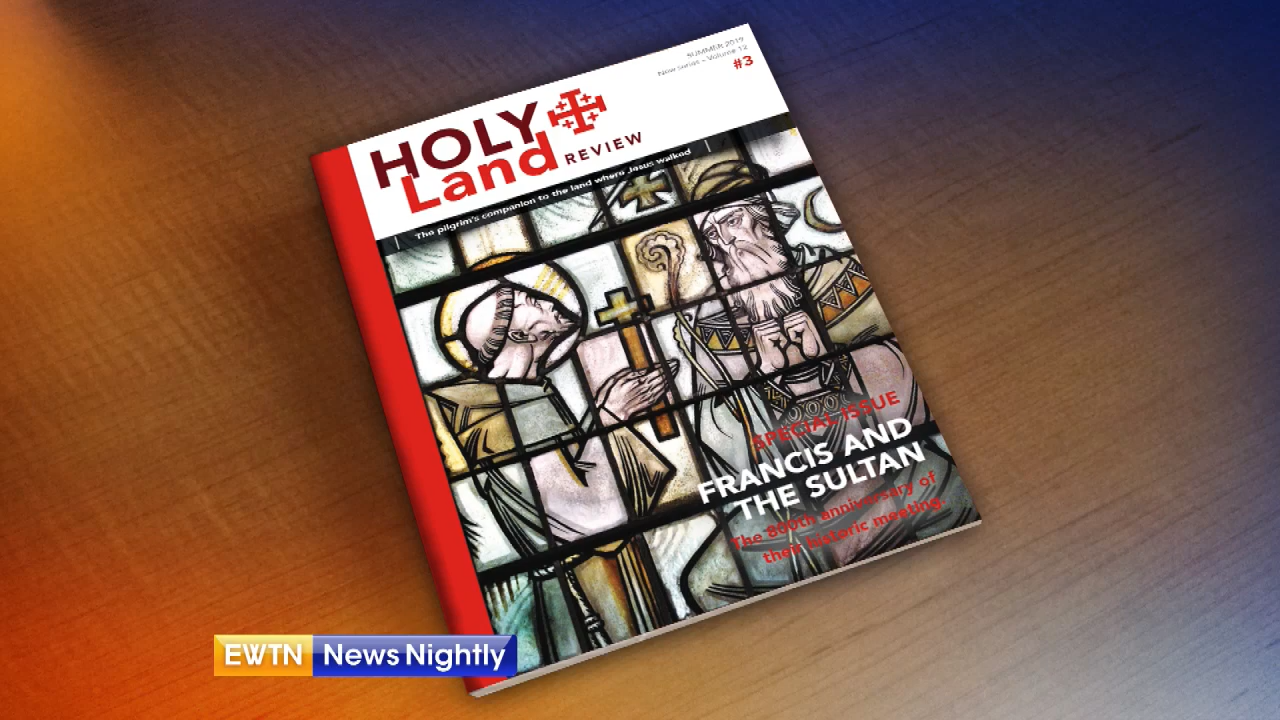 SUMMER 2019
New series - Volume 12
#3
HOLY
Land REVIEW
The pilgrim's companion to the land where Jesus walked
SPECIAL ISSUE
FRANCIS AND
THE SULTAN
The 800th anniversary of
their historic meeting.
EWTN News Nightly